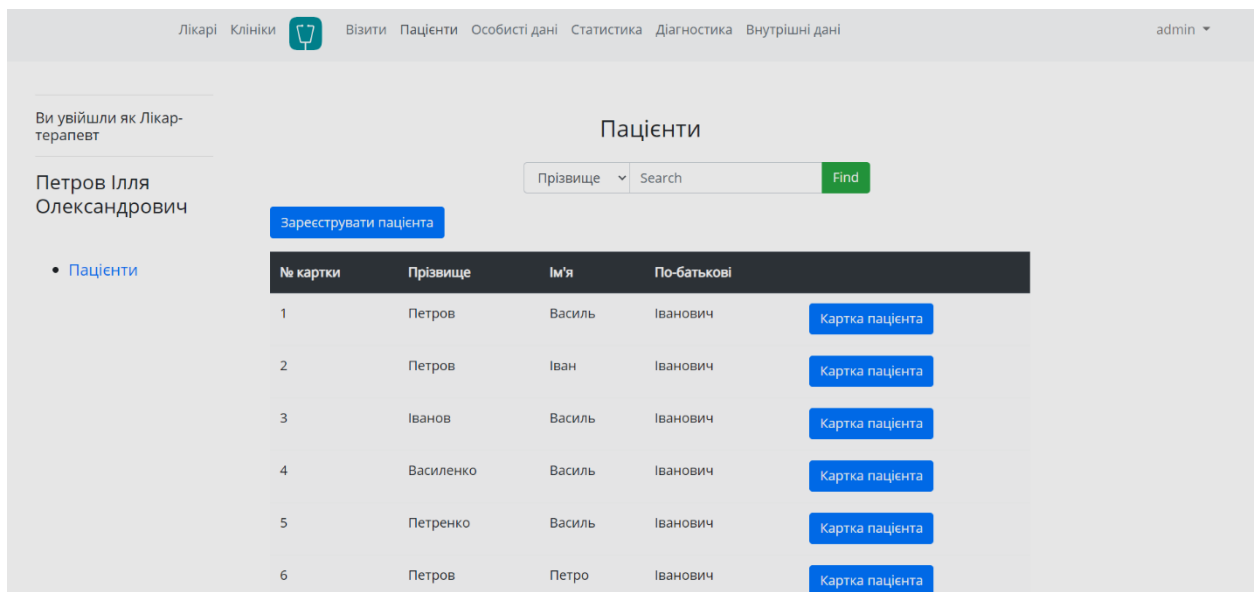 Лікарі Клініки Візити Пацієнти Особисті дані Статистика Діагностика Внутрішні дані admin
Ви увійшли як Лікар-
терапевт
Петров Ілля
Олександрович
Пацієнти
Пацієнти
Прізвище Search Find
Зареєструвати пацієнта
№ картки Прізвище Ім'я По-батькові
1 Петров Василь Іванович Картка пацієнта
2 Петров Іван Іванович Картка пацієнта
3 Іванов Василь Іванович Картка пацієнта
4 Василенко Василь Іванович Картка пацієнта
5 Петренко Василь Іванович Картка пацієнта
6 Петров Петро Іванович Картка пацієнта